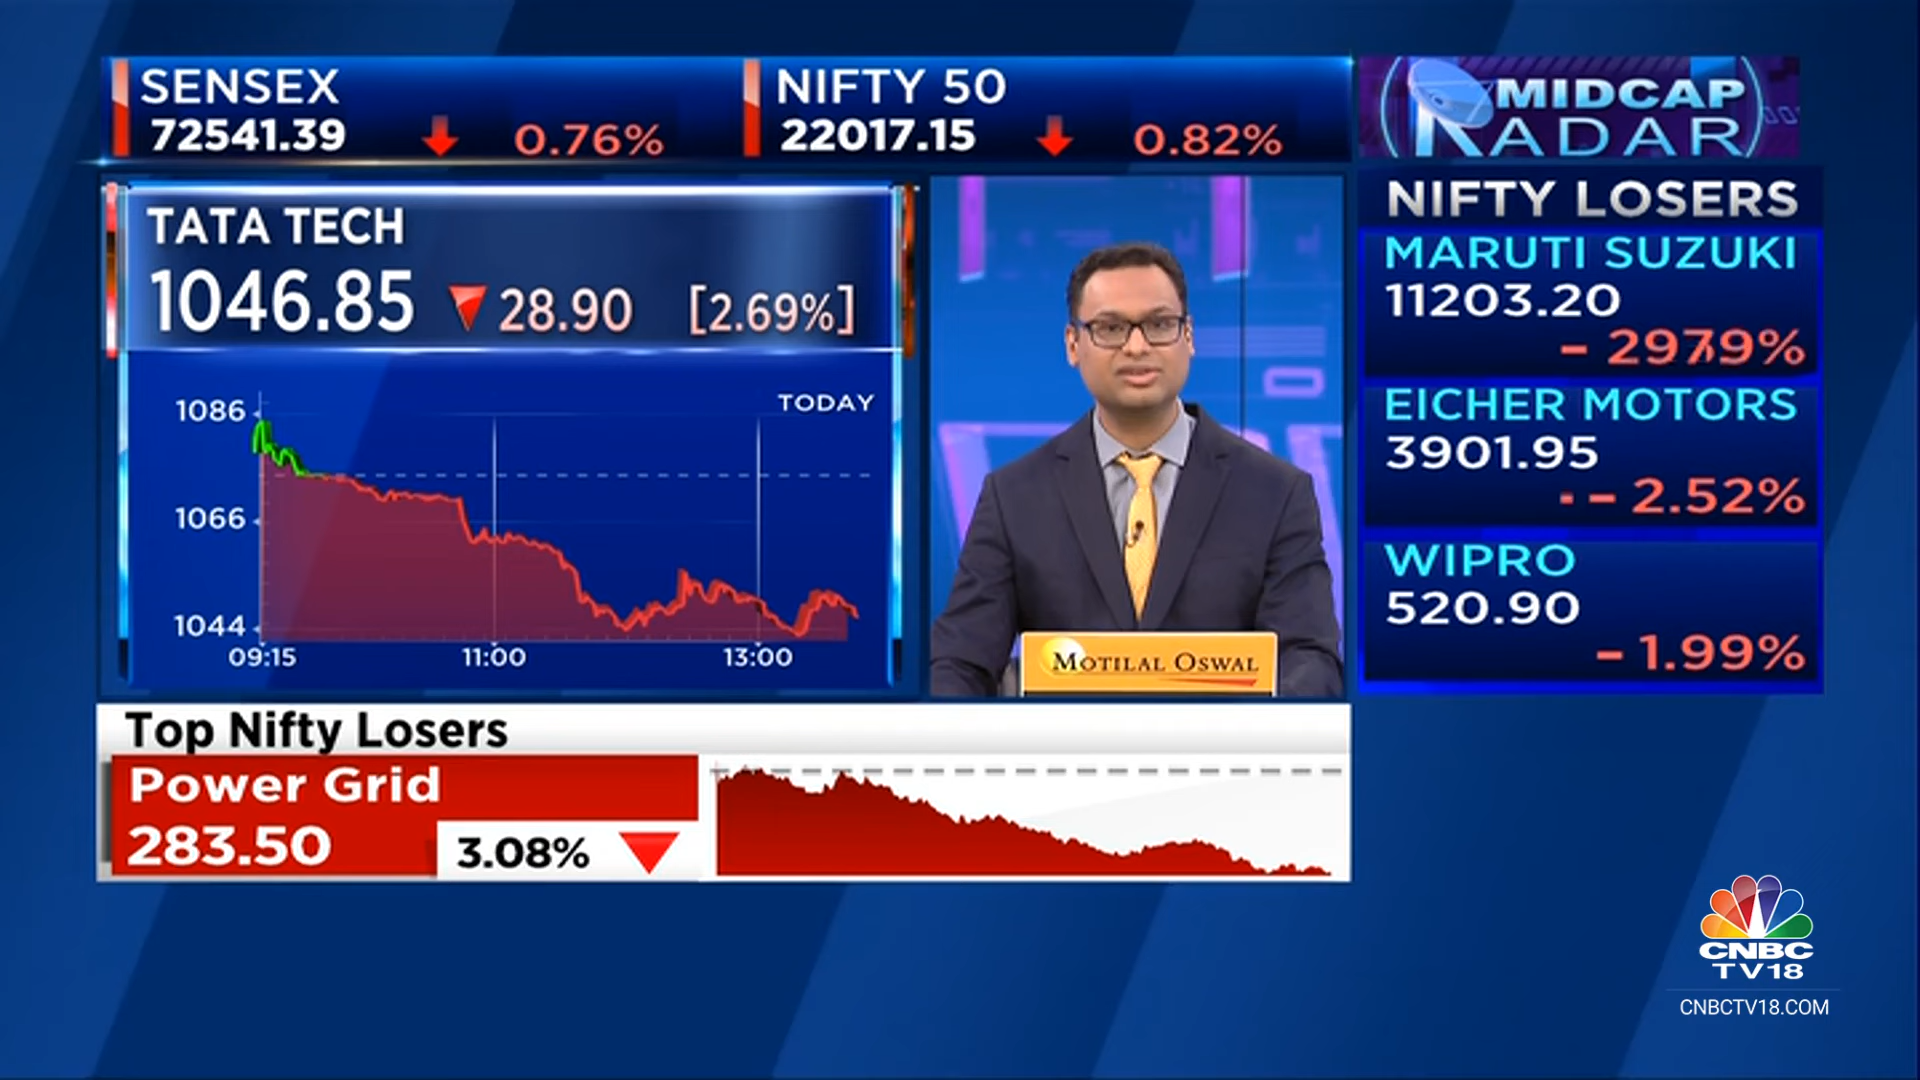 SENSEX
72541.39 0.76%
NIFTY 50
22017.15 0.82%
MIDCAP
RADAR
TATA TECH
1046.85 28.90 [2.69%]
TODAY
1086
1066
1044
09:15 11:00 13:00
MOTILAL OSWAL
NIFTY LOSERS
MARUTI SUZUKI
11203.20
EICHER MOTORS
3901.95
- 2.52%
WIPRO
520.90
- 1.99%
Top Nifty Losers
Power Grid
283.50
3.08%
CNBC
TV18
CNBCTV18.COM